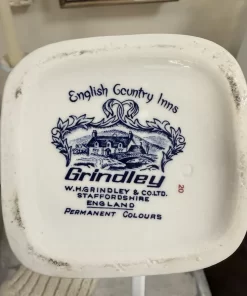 English Country Inns
Grindley
W.H.GRINDLEY & CO.LTD.
STAFFORDSHIRE
ENGLAND
PERMANENT COLOURS
20